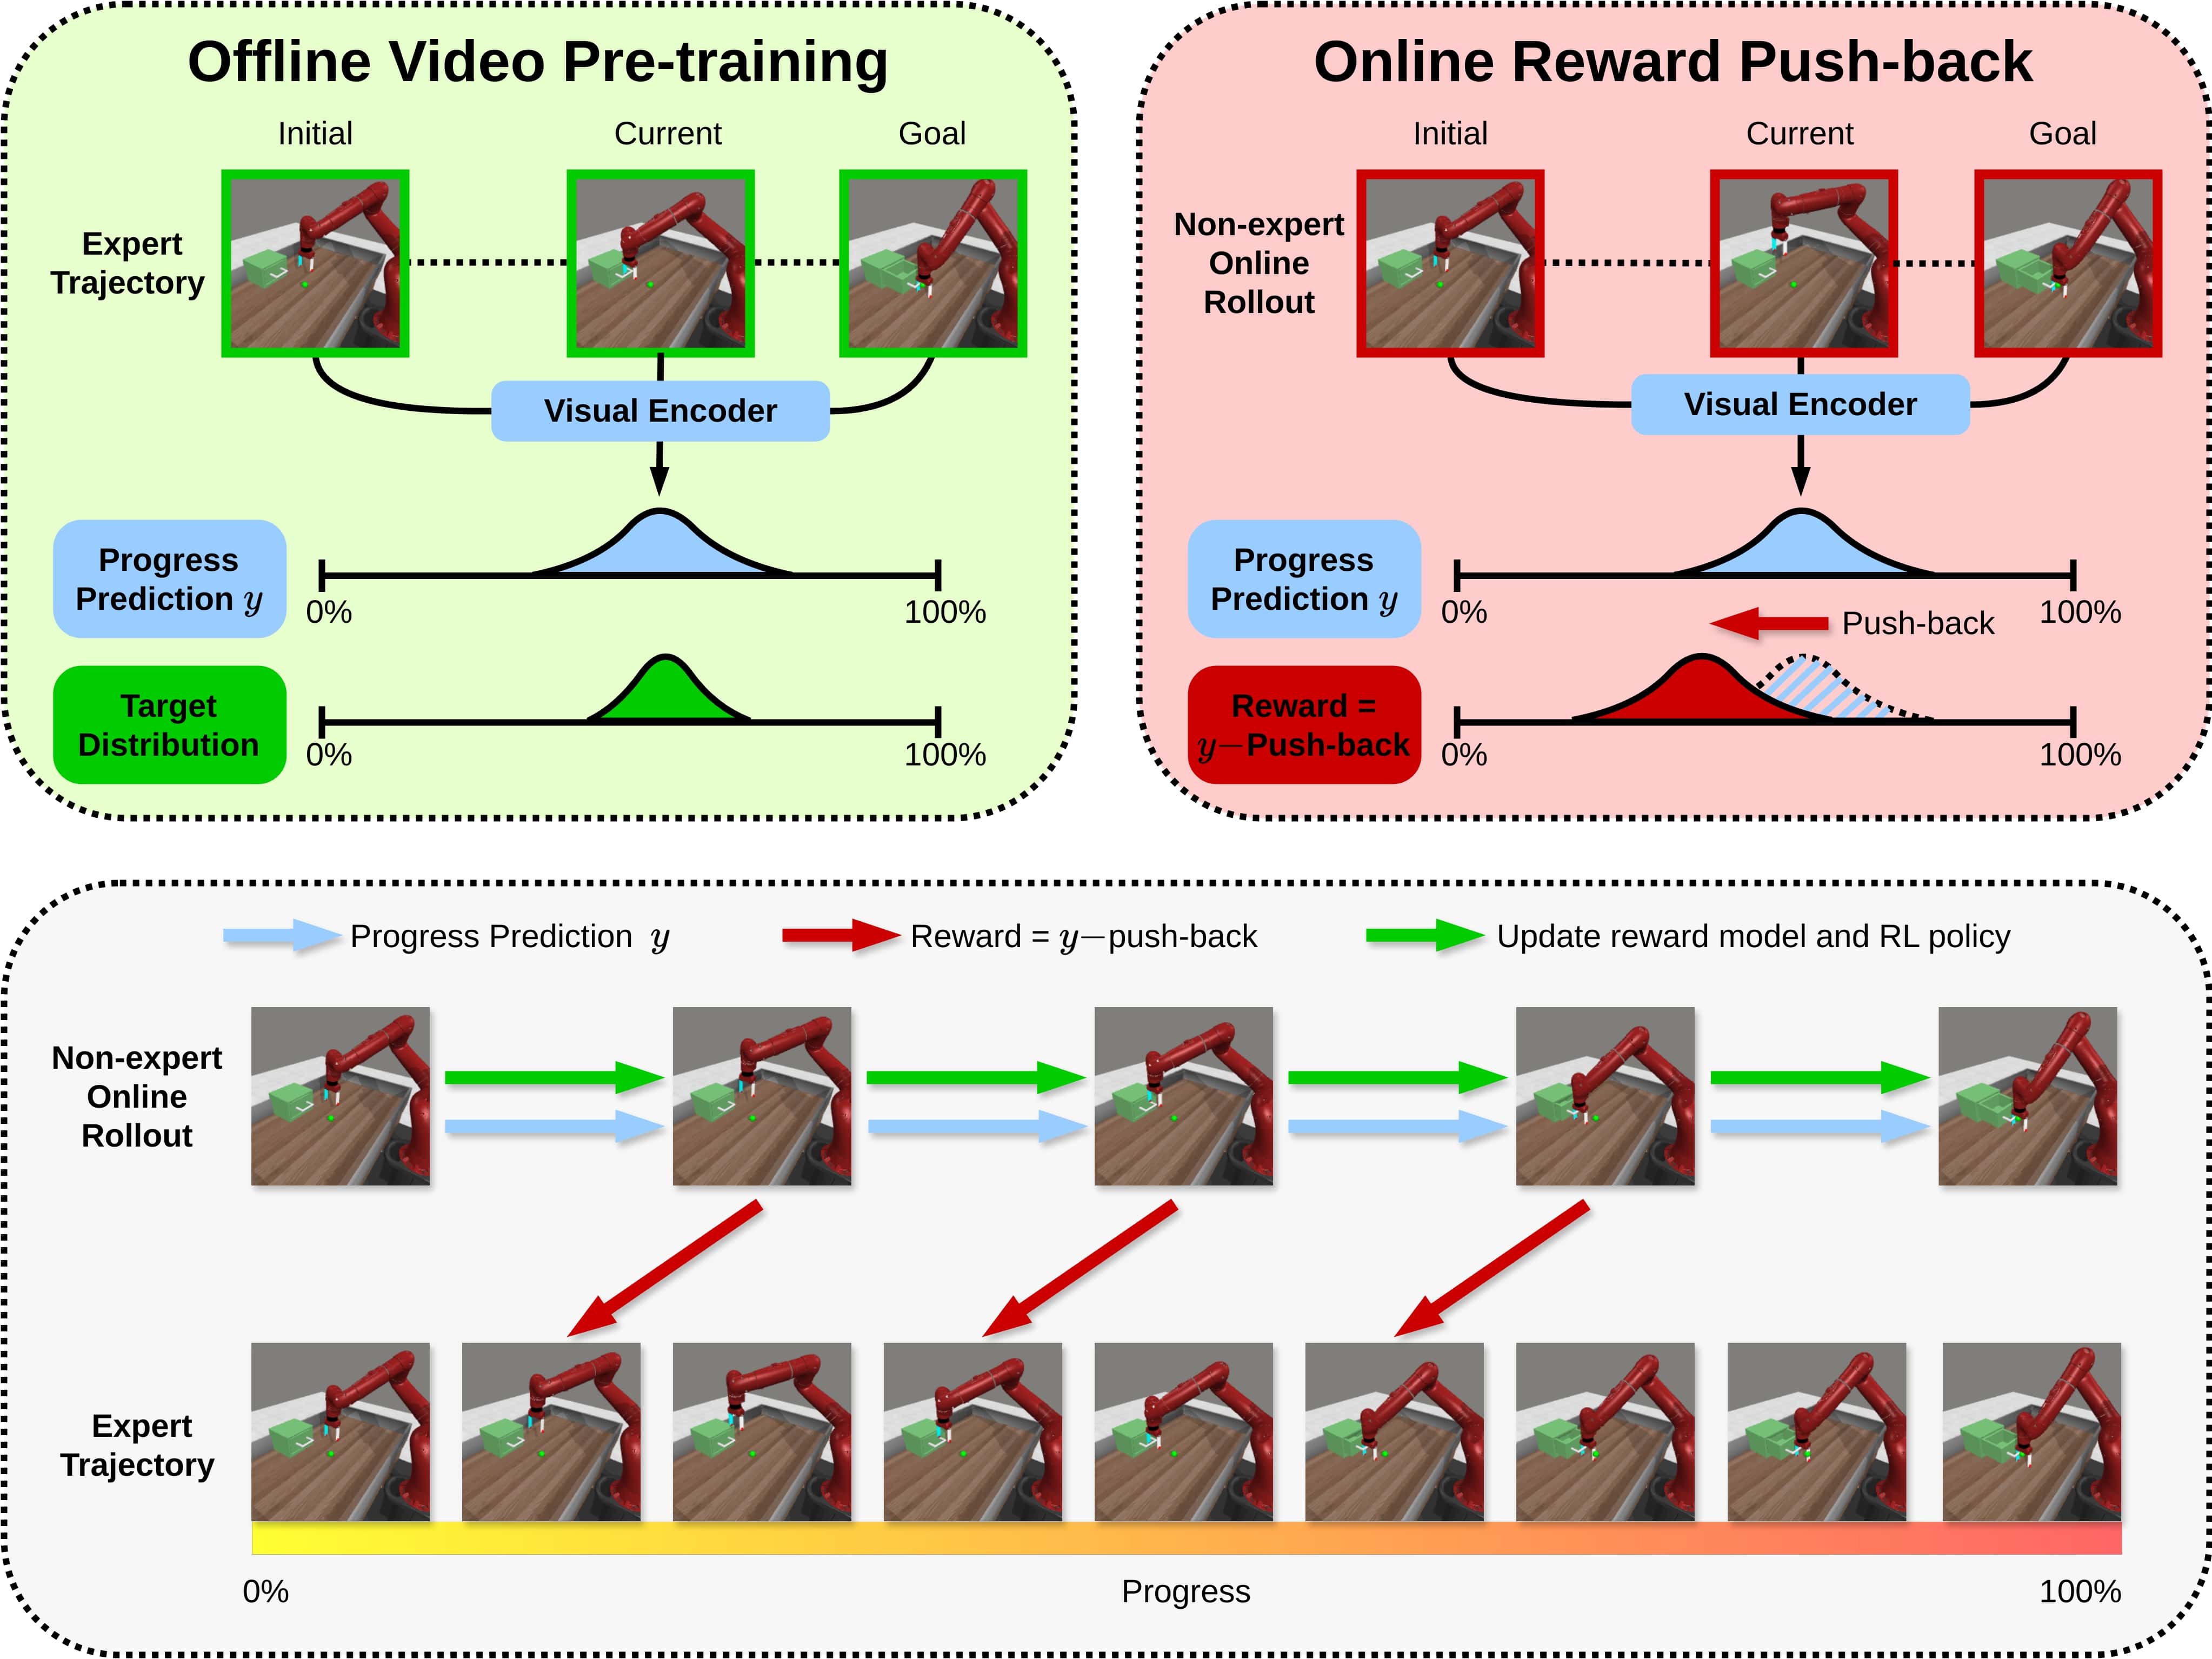 Offline Video Pre-training
Initial
Current
Goal
Expert
Trajectory
Visual Encoder
Progress
Prediction y
0%
100%
Target
Distribution
0%
100%
Online Reward Push-back
Initial
Current
Goal
Non-expert
Online
Rollout
Visual Encoder
Progress
Prediction y
0%
100%
Push-back
Reward =
y−Push-back
0%
100%
Progress Prediction y
Reward = y−push-back
Update reward model and RL policy
Non-expert
Online
Rollout
Expert
Trajectory
0%
Progress
100%